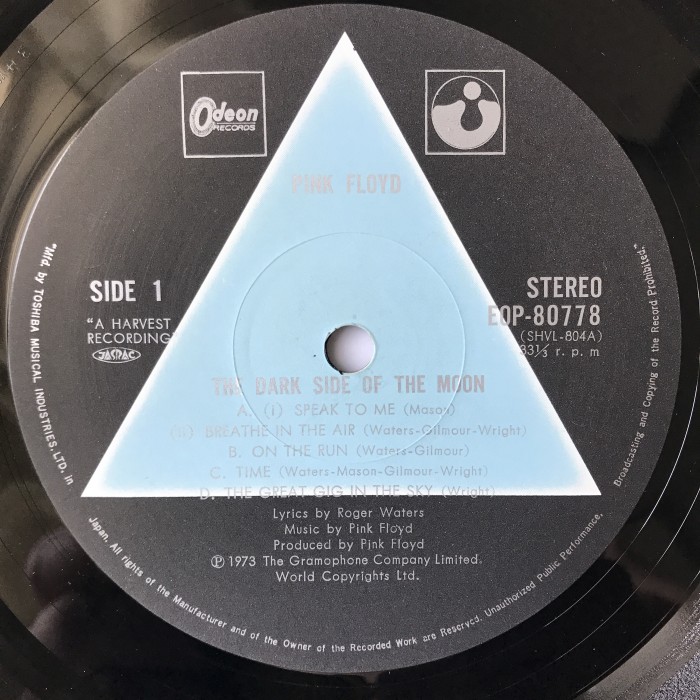 Odeon
RECORDS
PINK FLOYD
SIDE 1
STEREO
"A HARVEST
RECORDING"
JASRAC
EOP-80778
(SHVL-804A)
33⅓ r. p. m
THE DARK SIDE OF THE MOON
A. (i) SPEAK TO ME (Mason)
(ii) BREATHE IN THE AIR (Waters-Gilmour-Wright)
B. ON THE RUN (Waters-Gilmour)
C. TIME (Waters-Mason-Gilmour-Wright)
D. THE GREAT GIG IN THE SKY (Wright)
Lyrics by Roger Waters
Music by Pink Floyd
Produced by Pink Floyd
Ⓟ 1973 The Gramophone Company Limited.
World Copyrights Ltd.
"Mfd. by TOSHIBA MUSICAL INDUSTRIES. LTD. in Japan. All rights of the Manufacturer and of the Owner of the Recorded Work are Reserved. Unauthorized Public Performance, Broadcasting and Copying of the Record Prohibited."